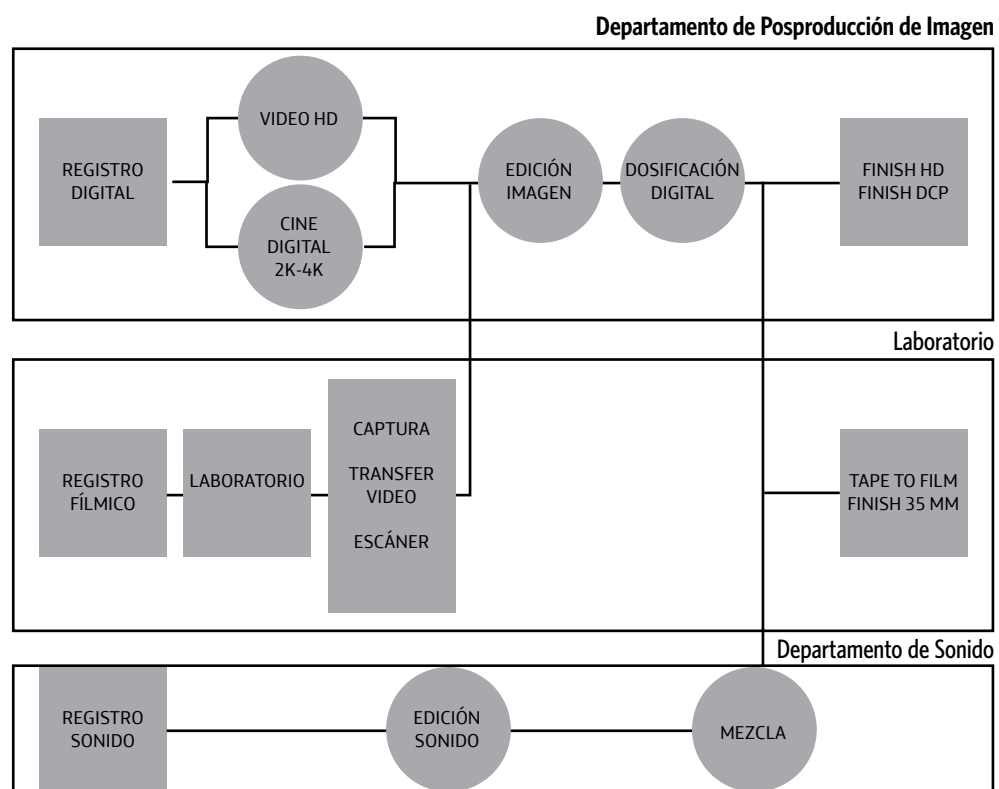 Departamento de Posproducción de Imagen
REGISTRO
DIGITAL
VIDEO HD
CINE
DIGITAL
2K-4K
EDICIÓN
IMAGEN
DOSIFICACIÓN
DIGITAL
FINISH HD
FINISH DCP
Laboratorio
REGISTRO
FÍLMICO
LABORATORIO
CAPTURA
TRANSFER
VIDEO
ESCÁNER
TAPE TO FILM
FINISH 35 MM
Departamento de Sonido
REGISTRO
SONIDO
EDICIÓN
SONIDO
MEZCLA